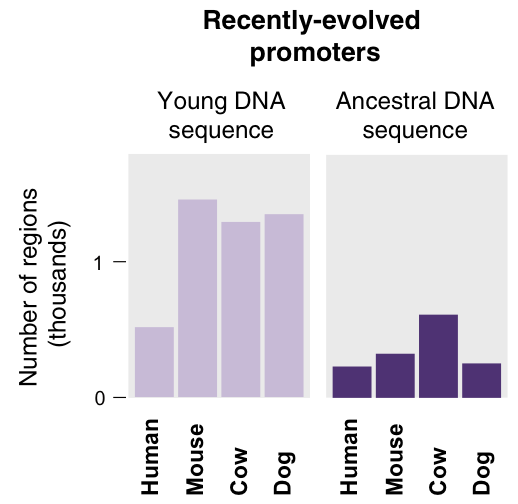 Recently-evolved
promoters
Young DNA
sequence
Ancestral DNA
sequence
Number of regions
(thousands)
1
0
Human
Mouse
Cow
Dog
Human
Mouse
Cow
Dog